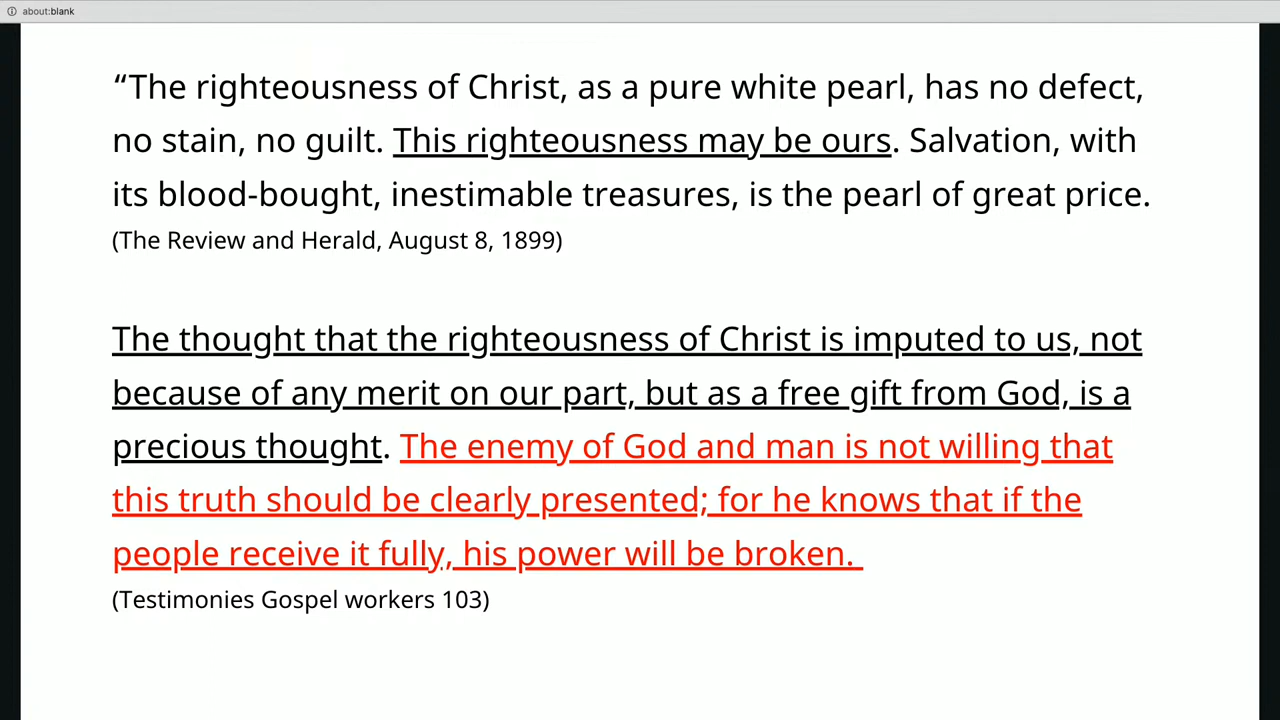 about:blank
“The righteousness of Christ, as a pure white pearl, has no defect,
no stain, no guilt. This righteousness may be ours. Salvation, with
its blood-bought, inestimable treasures, is the pearl of great price.
(The Review and Herald, August 8, 1899)
The thought that the righteousness of Christ is imputed to us, not
because of any merit on our part, but as a free gift from God, is a
precious thought. The enemy of God and man is not willing that
this truth should be clearly presented; for he knows that if the
people receive it fully, his power will be broken.
(Testimonies Gospel workers 103)